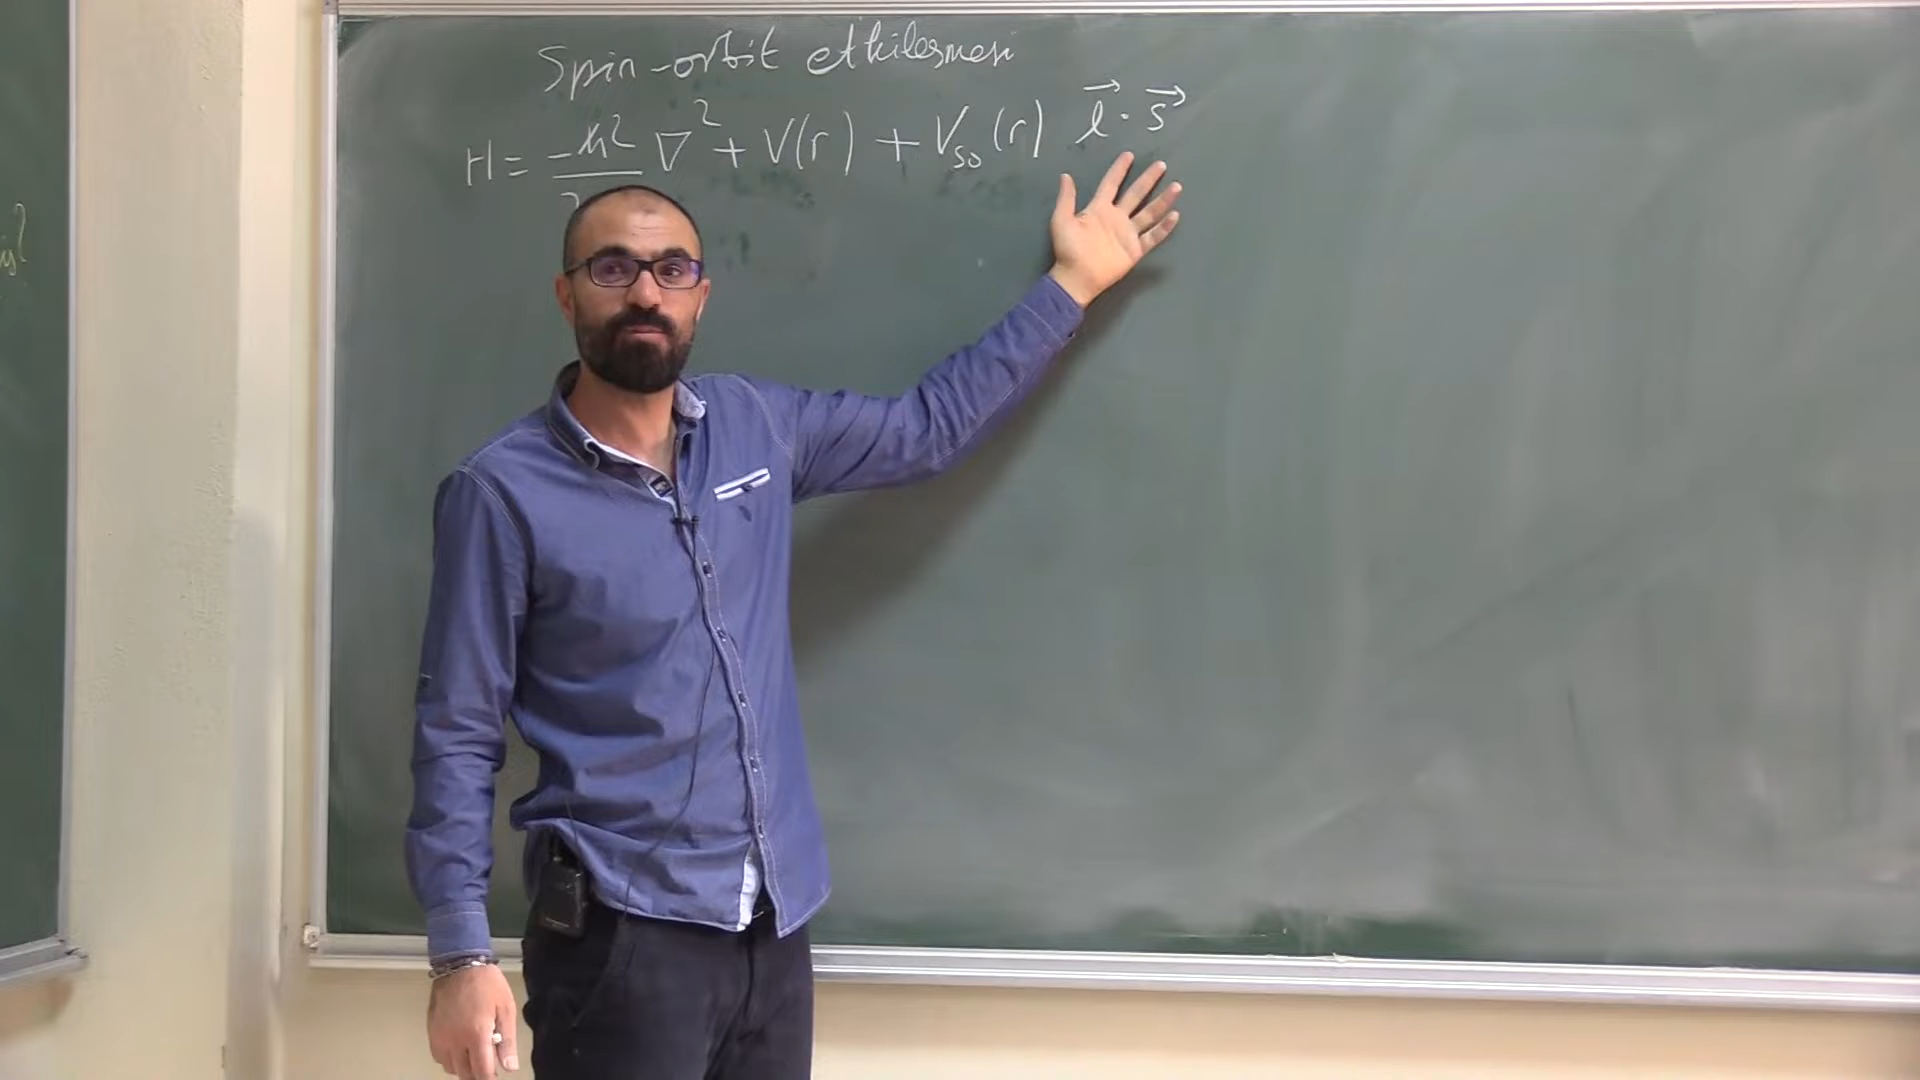 Spin-orbit etkileşmesi
H = -ħ²/2 ∇² + V(r) + V_so(r) l⃗ · s⃗